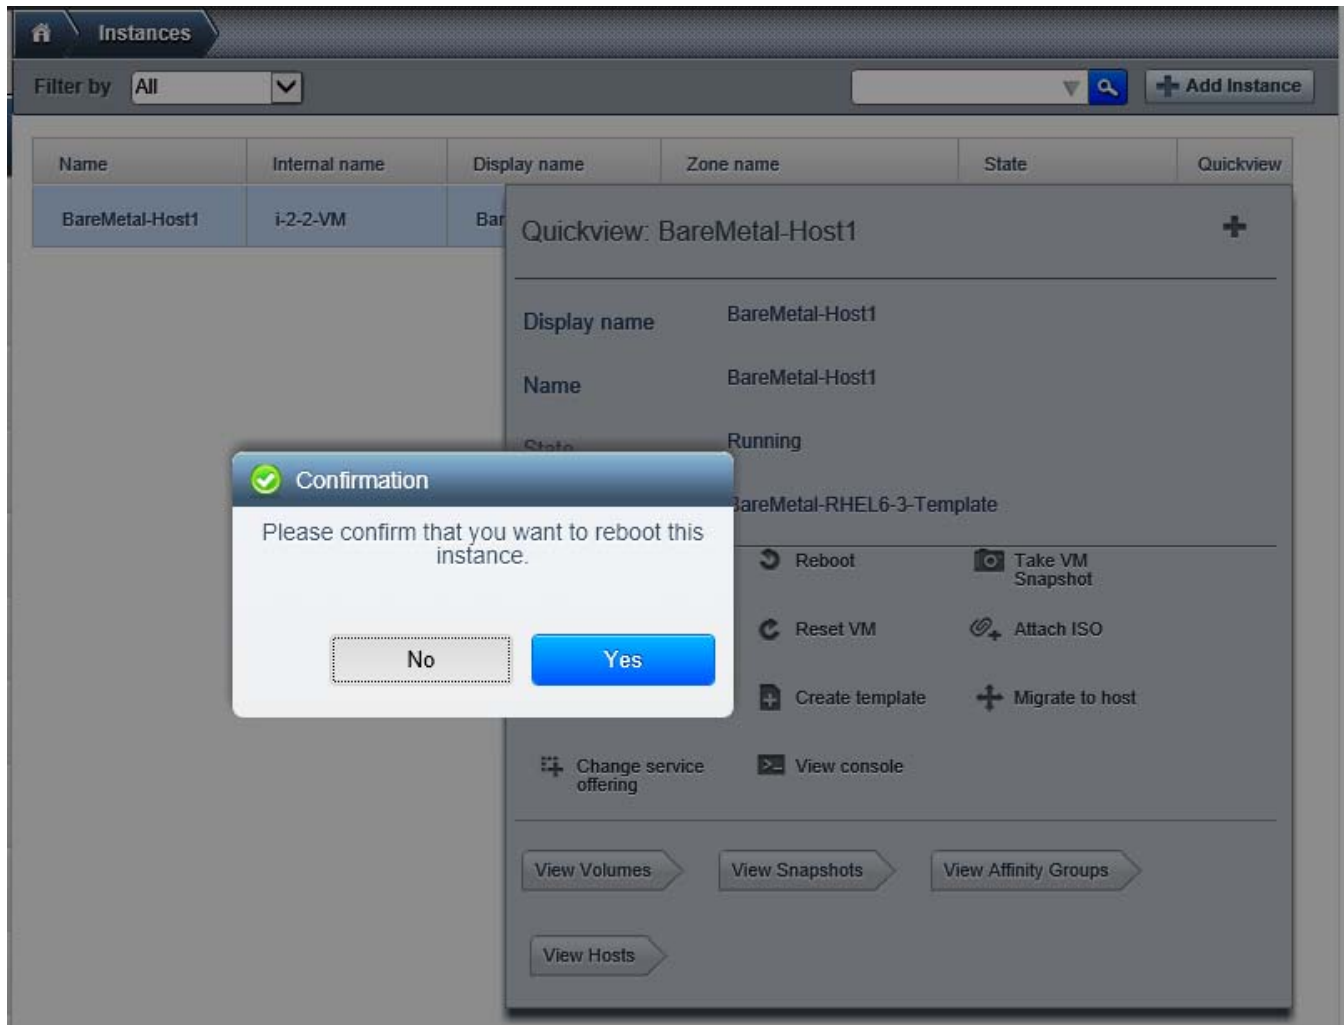 Instances
Filter by All
Add Instance
Name Internal name Display name Zone name State Quickview
BareMetal-Host1 i-2-2-VM Bar
Quickview: BareMetal-Host1
Display name BareMetal-Host1
Name BareMetal-Host1
State Running
BareMetal-RHEL6-3-Template
Confirmation
Please confirm that you want to reboot this
instance.
No Yes
Reboot Take VM
Snapshot
Reset VM Attach ISO
Create template Migrate to host
Change service
offering
View console
View Volumes View Snapshots View Affinity Groups
View Hosts